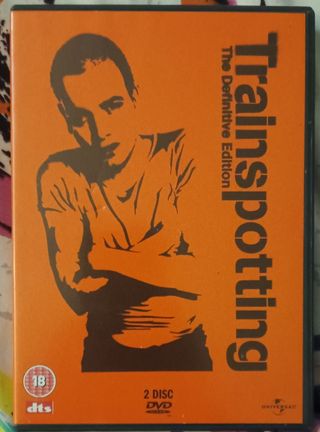 Trainspotting
The Definitive Edition
18
dts
2 DISC
DVD
UNIVERSAL